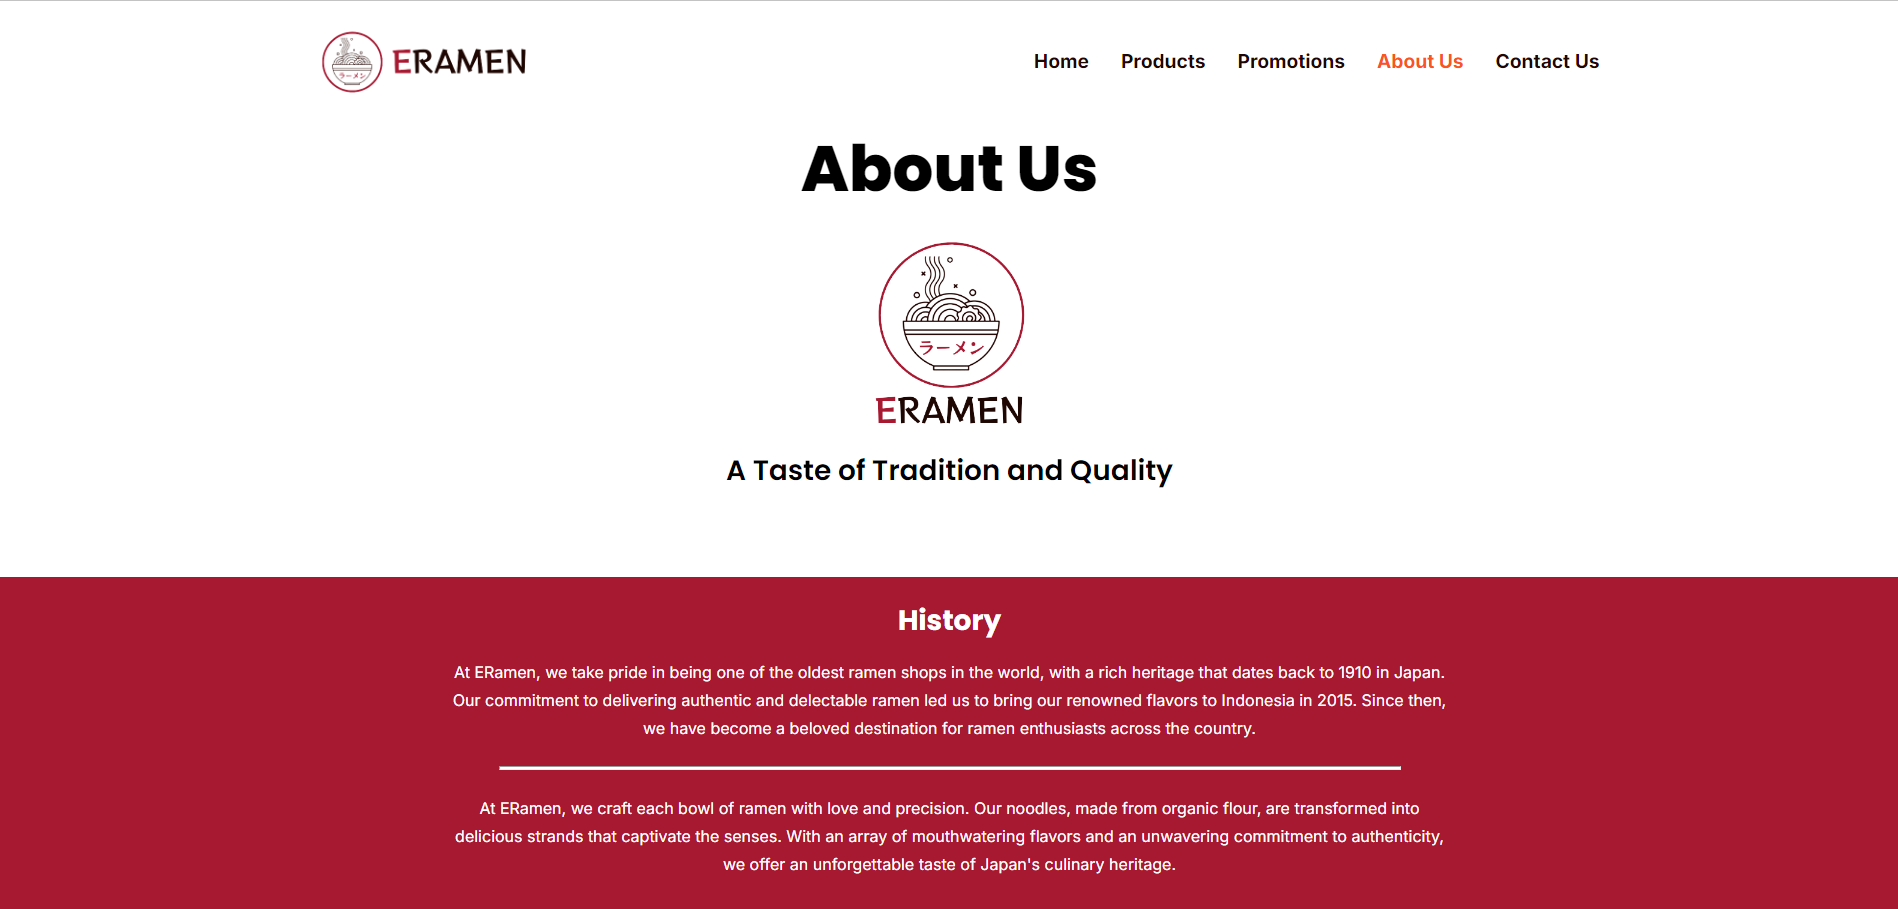 ラーメン
ERAMEN
Home Products Promotions About Us Contact Us
About Us
ラーメン
ERAMEN
A Taste of Tradition and Quality
History
At ERamen, we take pride in being one of the oldest ramen shops in the world, with a rich heritage that dates back to 1910 in Japan.
Our commitment to delivering authentic and delectable ramen led us to bring our renowned flavors to Indonesia in 2015. Since then,
we have become a beloved destination for ramen enthusiasts across the country.
At ERamen, we craft each bowl of ramen with love and precision. Our noodles, made from organic flour, are transformed into
delicious strands that captivate the senses. With an array of mouthwatering flavors and an unwavering commitment to authenticity,
we offer an unforgettable taste of Japan's culinary heritage.